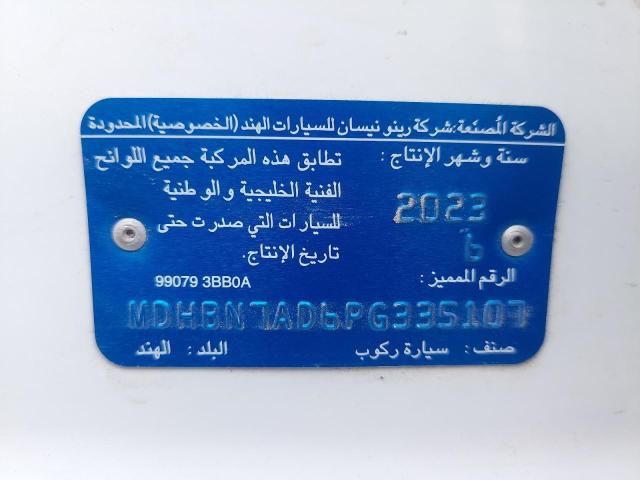 الشركة المُصنعة: شركة رينو نيسان للسيارات الهند (الخصوصية) المحدودة
سنة وشهر الإنتاج :
2023
6
تطابق هذه المركبة جميع اللوائح
الفنية الخليجية والوطنية
للسيارات التي صدرت حتى
تاريخ الإنتاج.
الرقم المميز :
99079 3BB0A
MDHBN7AD6PG335107
صنف : سيارة ركوب
البلد : الهند